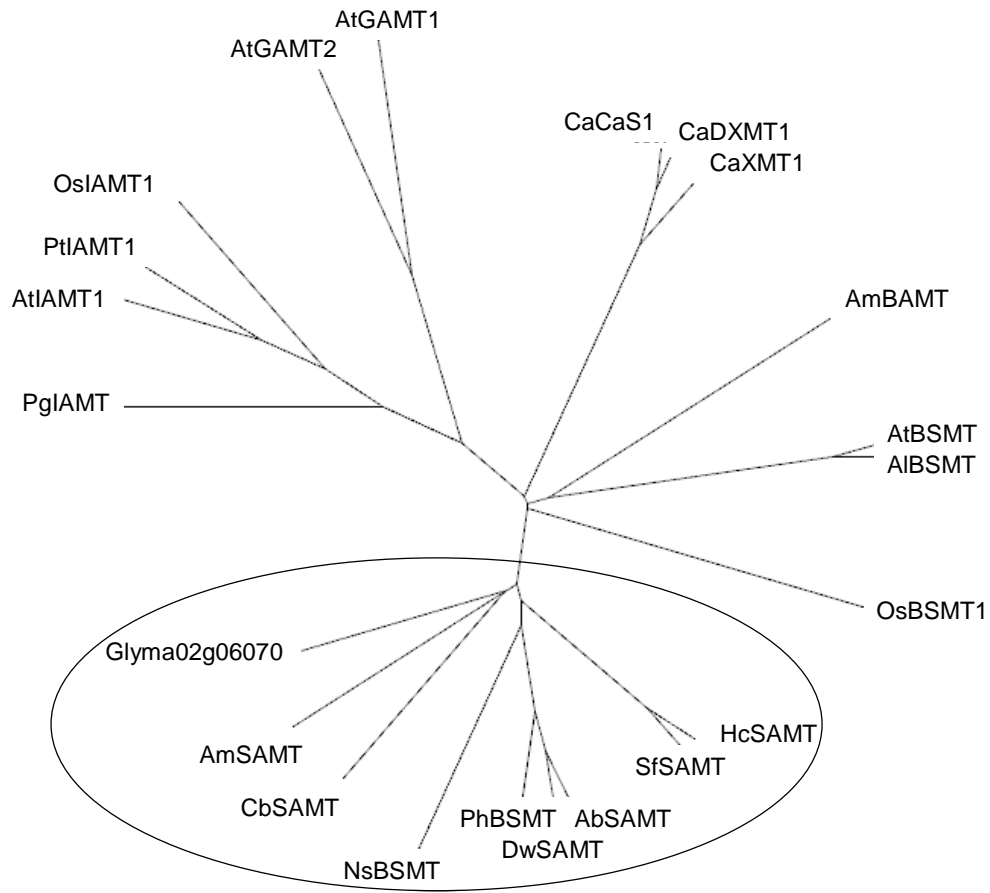 AtGAMT1
AtGAMT2
CaCaS1
CaDXMT1
CaXMT1
OsIAMT1
PtIAMT1
AtIAMT1
AmBAMT
PgIAMT
AtBSMT
AlBSMT
OsBSMT1
Glyma02g06070
HcSAMT
AmSAMT
SfSAMT
CbSAMT
PhBSMT
AbSAMT
DwSAMT
NsBSMT